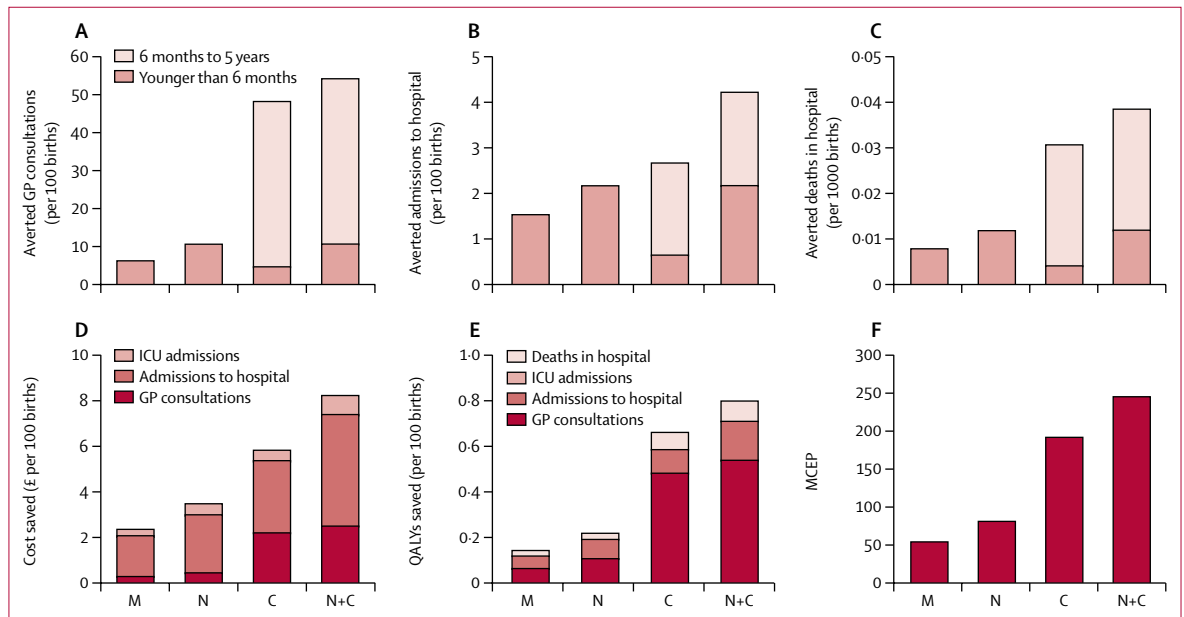 A
60
50
40
30
20
10
0
Averted GP consultations
(per 100 births)
6 months to 5 years
Younger than 6 months
B
5
4
3
2
1
0
Averted admissions to hospital
(per 100 births)
C
0·05
0·04
0·03
0·02
0·01
0
Averted deaths in hospital
(per 1000 births)
D
10
8
6
4
2
0
Cost saved (£ per 100 births)
ICU admissions
Admissions to hospital
GP consultations
M N C N+C
E
1·0
0·8
0·6
0·4
0·2
0
QALYs saved (per 100 births)
Deaths in hospital
ICU admissions
Admissions to hospital
GP consultations
M N C N+C
F
300
250
200
150
100
50
0
MCEP
M N C N+C